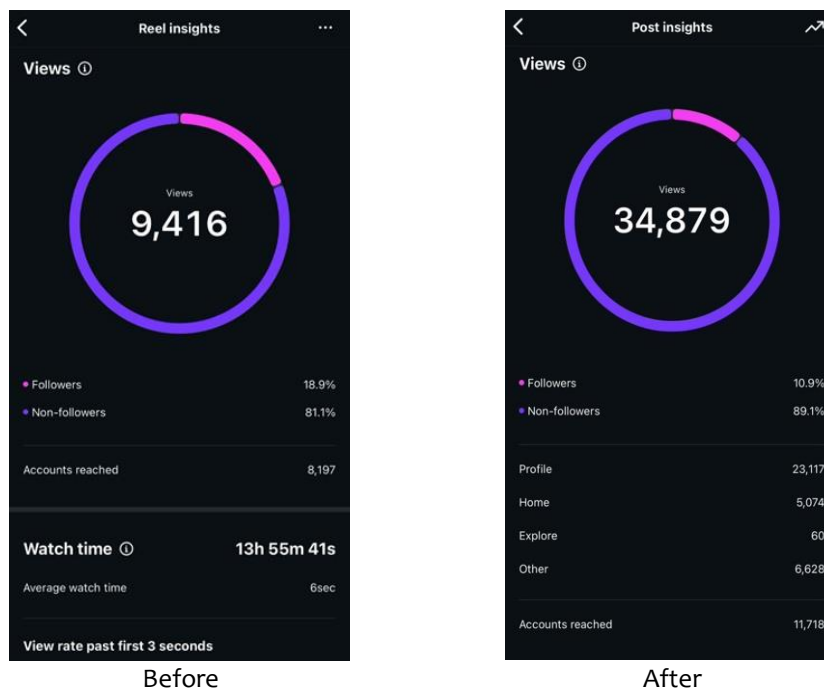 Reel insights
Views
Views
9,416
Followers 18.9%
Non-followers 81.1%
Accounts reached 8,197
Watch time 13h 55m 41s
Average watch time 6sec
View rate past first 3 seconds
Before
Post insights
Views
Views
34,879
Followers 10.9%
Non-followers 89.1%
Profile 23,117
Home 5,074
Explore 60
Other 6,628
Accounts reached 11,718
After